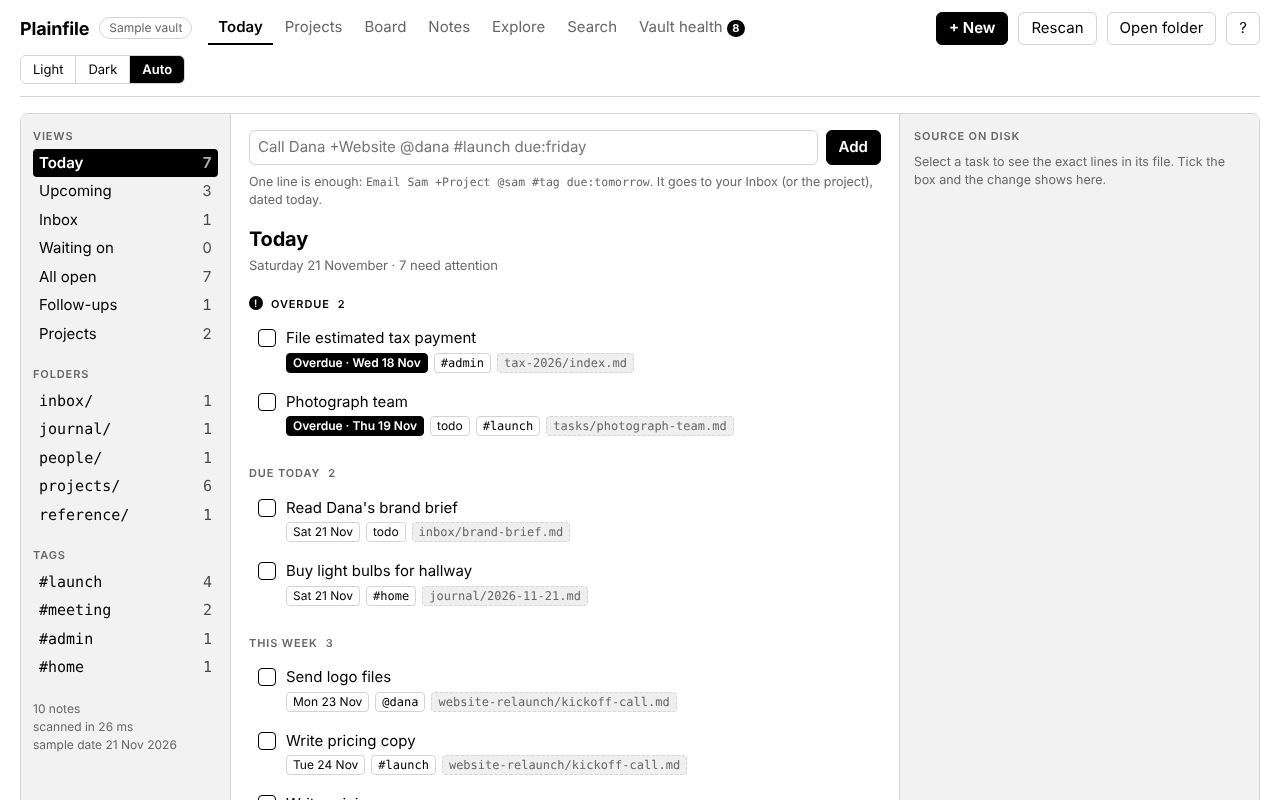 Plainfile Sample vault Today Projects Board Notes Explore Search Vault health 8 + New Rescan Open folder ?
Light Dark Auto
VIEWS
Today 7
Upcoming 3
Inbox 1
Waiting on 0
All open 7
Follow-ups 1
Projects 2
FOLDERS
inbox/ 1
journal/ 1
people/ 1
projects/ 6
reference/ 1
TAGS
#launch 4
#meeting 2
#admin 1
#home 1
10 notes
scanned in 26 ms
sample date 21 Nov 2026
Call Dana +Website @dana #launch due:friday Add
One line is enough: Email Sam +Project @sam #tag due:tomorrow. It goes to your Inbox (or the project),
dated today.
Today
Saturday 21 November · 7 need attention
! OVERDUE 2
File estimated tax payment
Overdue · Wed 18 Nov #admin tax-2026/index.md
Photograph team
Overdue · Thu 19 Nov todo #launch tasks/photograph-team.md
DUE TODAY 2
Read Dana's brand brief
Sat 21 Nov todo inbox/brand-brief.md
Buy light bulbs for hallway
Sat 21 Nov #home journal/2026-11-21.md
THIS WEEK 3
Send logo files
Mon 23 Nov @dana website-relaunch/kickoff-call.md
Write pricing copy
Tue 24 Nov #launch website-relaunch/kickoff-call.md
SOURCE ON DISK
Select a task to see the exact lines in its file. Tick the
box and the change shows here.